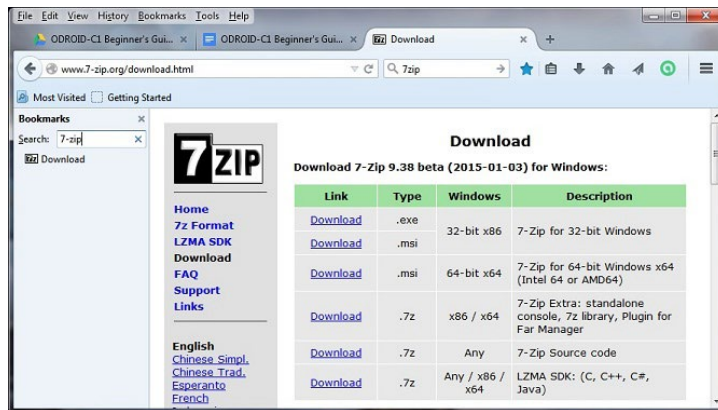 File Edit View History Bookmarks Tools Help
ODROID-C1 Beginner's Gui... × ODROID-C1 Beginner's Gui... × 7z Download × +
www.7-zip.org/download.html 7zip
Most Visited Getting Started
Bookmarks ×
Search: 7-zip ×
7z Download
7ZIP
Home
7z Format
LZMA SDK
Download
FAQ
Support
Links
English
Chinese Simpl.
Chinese Trad.
Esperanto
French
Download
Download 7-Zip 9.38 beta (2015-01-03) for Windows:
Link Type Windows Description
Download .exe 32-bit x86 7-Zip for 32-bit Windows
Download .msi
Download .msi 64-bit x64 7-Zip for 64-bit Windows x64
(Intel 64 or AMD64)
Download .7z x86 / x64 7-Zip Extra: standalone
console, 7z library, Plugin for
Far Manager
Download .7z Any 7-Zip Source code
Download .7z Any / x86 /
x64 LZMA SDK: (C, C++, C#,
Java)